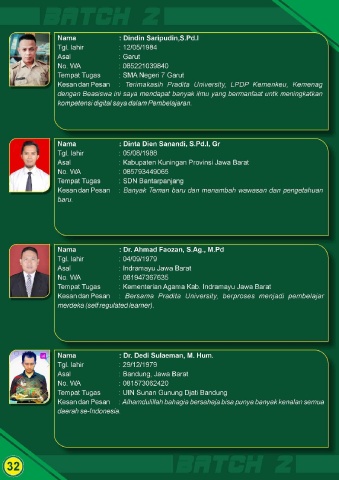 BATCH 2
Nama : Dindin Saripudin,S.Pd.I
Tgl. lahir : 12/05/1984
Asal : Garut
No. WA : 085221039840
Tempat Tugas : SMA Negeri 7 Garut
Kesan dan Pesan : Terimakasih Pradita University, LPDP Kemenkeu, Kemenag
dengan Beasiswa ini saya mendapat banyak ilmu yang bermanfaat untk meningkatkan
kompetensi digital saya dalam Pembelajaran.
Nama : Dinta Dien Sanandi, S.Pd.I, Gr
Tgl. lahir : 05/08/1988
Asal : Kabupaten Kuningan Provinsi Jawa Barat
No. WA : 085793449065
Tempat Tugas : SDN Bantarpanjang
Kesan dan Pesan : Banyak Teman baru dan menambah wawasan dan pengetahuan
baru.
Nama : Dr. Ahmad Faozan, S.Ag., M.Pd
Tgl. lahir : 04/09/1979
Asal : Indramayu Jawa Barat
No. WA : 081947367635
Tempat Tugas : Kementerian Agama Kab. Indramayu Jawa Barat
Kesan dan Pesan : Bersama Pradita University, berproses menjadi pembelajar
merdeka (self regulated learner).
Nama : Dr. Dedi Sulaeman, M. Hum.
Tgl. lahir : 29/12/1979
Asal : Bandung, Jawa Barat
No. WA : 081573062420
Tempat Tugas : UIN Sunan Gunung Djati Bandung
Kesan dan Pesan : Alhamdulillah bahagia bersahaja bisa punya banyak kenalan semua
daerah se-Indonesia.
32
BATCH 2